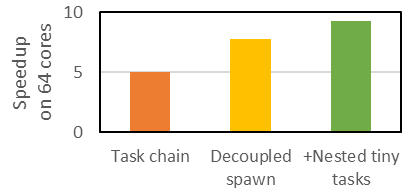 Speedup
on 64 cores
10
5
0
Task chain
Decoupled
spawn
+Nested tiny
tasks